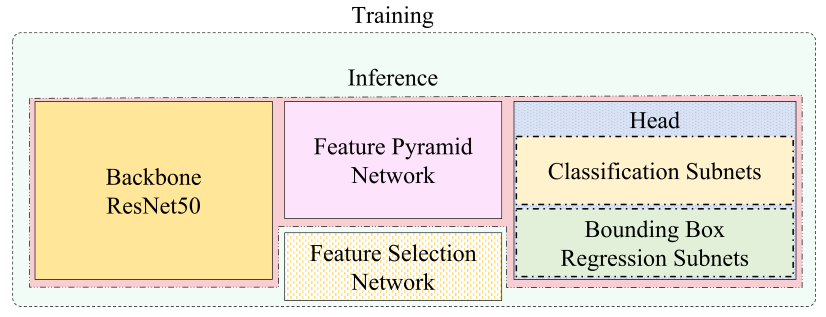 Training
Inference
Backbone
ResNet50
Feature Pyramid
Network
Feature Selection
Network
Head
Classification Subnets
Bounding Box
Regression Subnets